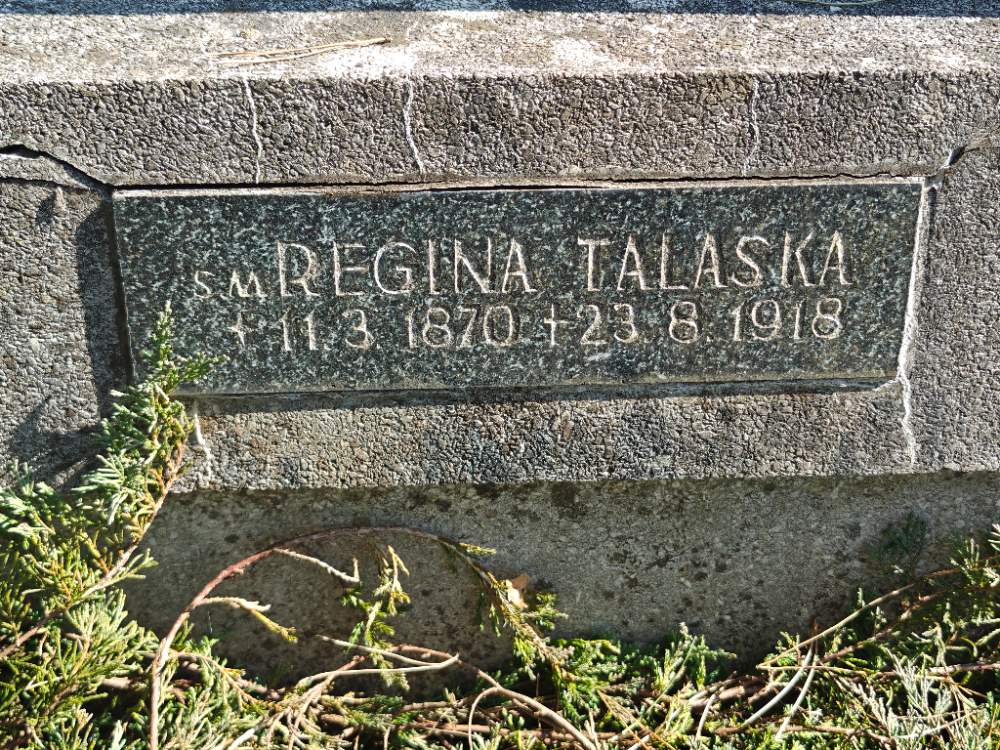 S.M REGINA TALASKA
+ 11.3. 1870 + 23. 8. 1918